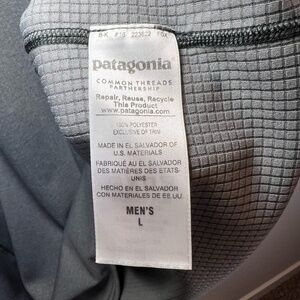 patagonia
COMMON THREADS
PARTNERSHIP
Repair, Reuse, Recycle
This Product
www.patagonia.com
100% POLYESTER
EXCLUSIVE OF TRIM
MADE IN EL SALVADOR OF
U.S. MATERIALS
FABRIQUÉ AU EL SALVADOR
DES MATIÈRES DES ETATS-
UNIS
HECHO EN EL SALVADOR
CON MATERIALES DE EE UU.
MEN'S
L